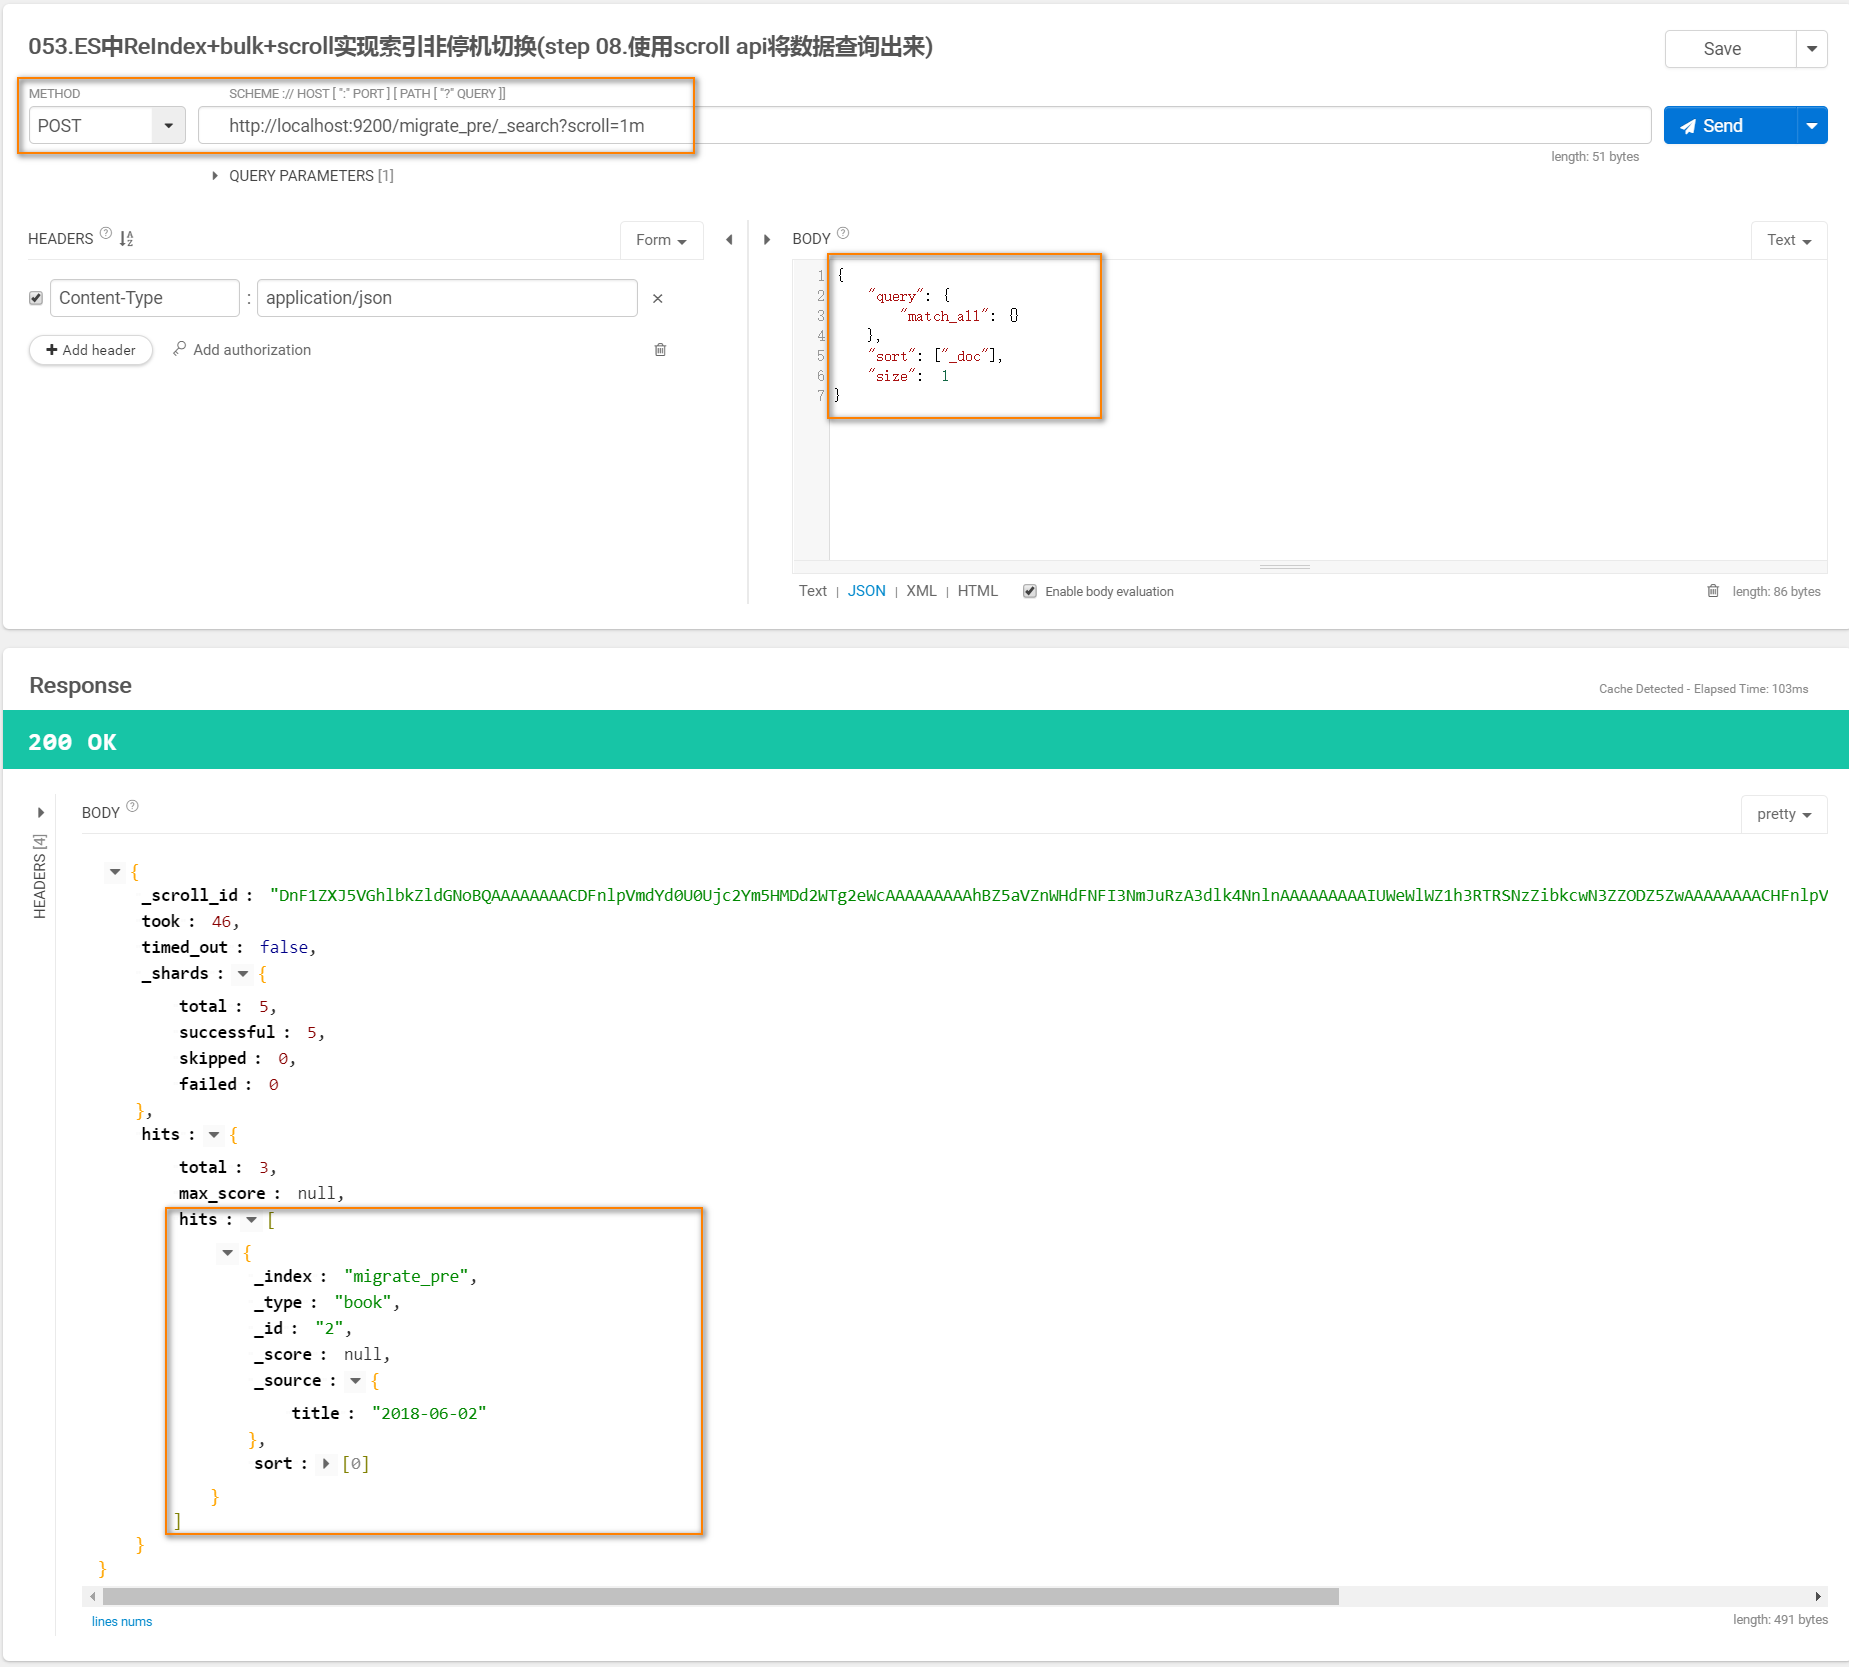 053.ES中ReIndex+bulk+scroll实现索引非停机切换(step 08.使用scroll api将数据查询出来)
Save
METHOD
SCHEME :// HOST [ ":" PORT ] [ PATH [ "?" QUERY ]]
POST
http://localhost:9200/migrate_pre/_search?scroll=1m
Send
length: 51 bytes
QUERY PARAMETERS [1]
HEADERS
Form
BODY
Text
Content-Type : application/json
Add header
Add authorization
1 {
2 "query": {
3 "match_all": {}
4 },
5 "sort": ["_doc"],
6 "size": 1
7 }
Text | JSON | XML | HTML
Enable body evaluation
length: 86 bytes
Response
Cache Detected - Elapsed Time: 103ms
200 OK
HEADERS [4]
BODY
pretty
{
_scroll_id : 
took : 46,
timed_out : false,
_shards : {
total : 5,
successful : 5,
skipped : 0,
failed : 0
},
hits : {
total : 3,
max_score : null,
hits : [
{
_index : "migrate_pre",
_type : "book",
_id : "2",
_score : null,
_source : {
title : "2018-06-02"
},
sort : [0]
}
]
}
}
lines nums
length: 491 bytes